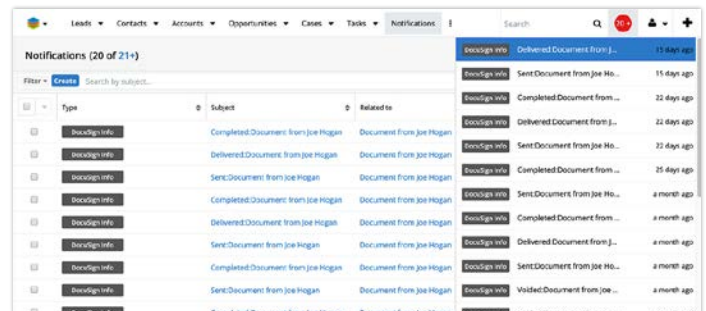 Leads Contacts Accounts Opportunities Cases Tasks Notifications Search 20+
Notifications (20 of 21+)
Filter Create Search by subject...
Type Subject Related to
DocuSign Info Completed:Document from Joe Hogan Document from Joe Hogan
DocuSign Info Delivered:Document from Joe Hogan Document from Joe Hogan
DocuSign Info Sent:Document from Joe Hogan Document from Joe Hogan
DocuSign Info Completed:Document from Joe Hogan Document from Joe Hogan
DocuSign Info Delivered:Document from Joe Hogan Document from Joe Hogan
DocuSign Info Sent:Document from Joe Hogan Document from Joe Hogan
DocuSign Info Completed:Document from Joe Hogan Document from Joe Hogan
DocuSign Info Sent:Document from Joe Hogan Document from Joe Hogan
DocuSign Info Delivered:Document from J... 15 days ago
DocuSign Info Sent:Document from Joe Ho... 15 days ago
DocuSign Info Completed:Document from ... 22 days ago
DocuSign Info Delivered:Document from J... 22 days ago
DocuSign Info Sent:Document from Joe Ho... 22 days ago
DocuSign Info Completed:Document from ... 25 days ago
DocuSign Info Sent:Document from Joe Ho... a month ago
DocuSign Info Completed:Document from ... a month ago
DocuSign Info Delivered:Document from J... a month ago
DocuSign Info Sent:Document from Joe Ho... a month ago
DocuSign Info Voided:Document from Joe ... a month ago